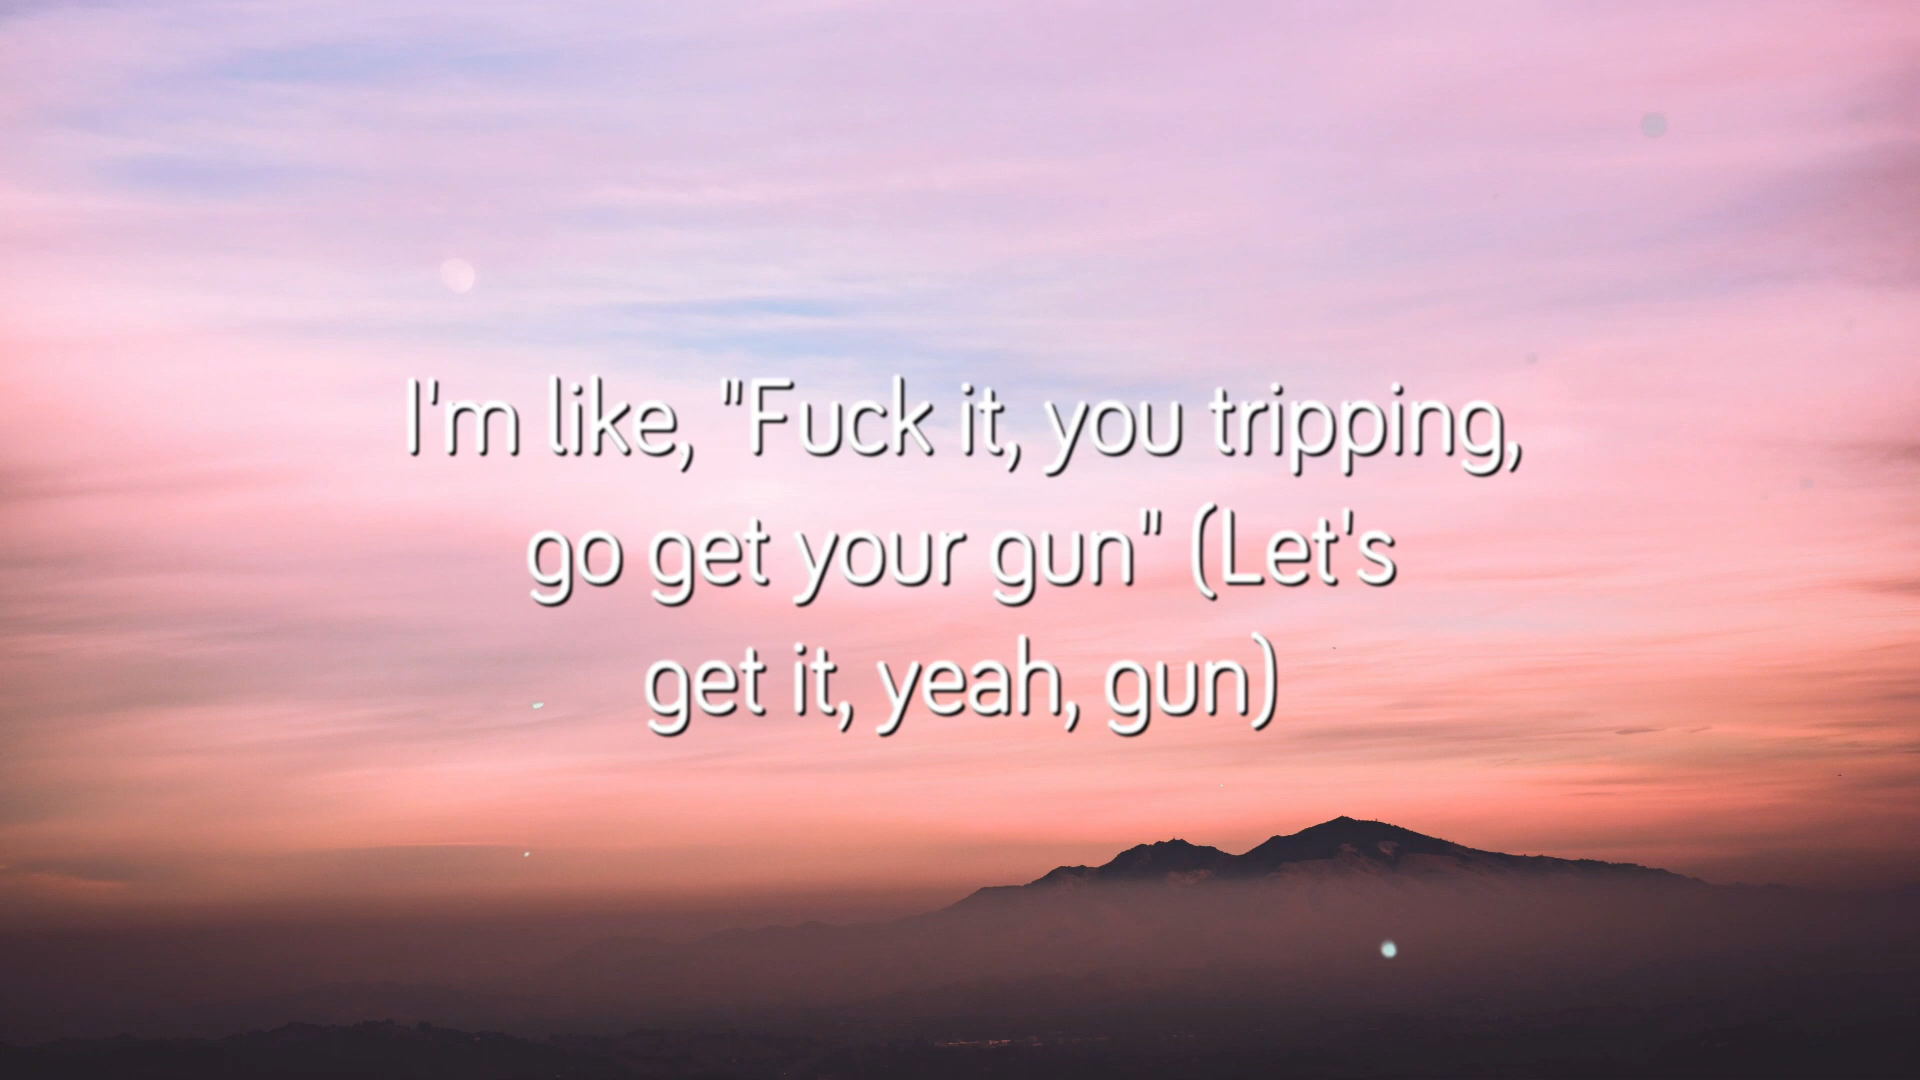 I'm like, "Fuck it, you tripping,
go get your gun" (Let's
get it, yeah, gun)